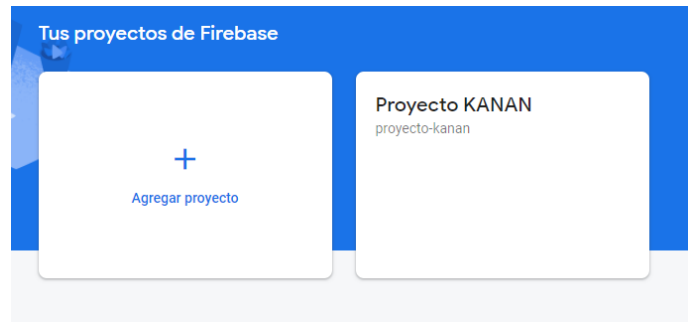 Tus proyectos de Firebase
Agregar proyecto
Proyecto KANAN
proyecto-kanan